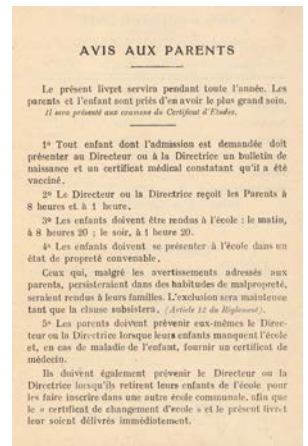 AVIS AUX PARENTS
Le présent livret servira pendant toute l'année. Les
parents et l'enfant sont priés d'en avoir le plus grand soin.
Il sera présenté aux examens du Certificat d'Etudes.
1º Tout enfant dont l'admission est demandée doit
présenter au Directeur ou à la Directrice un bulletin de
naissance et un certificat médical constatant qu'il a été
vacciné.
2º Le Directeur ou la Directrice reçoit les Parents à
8 heures et à 1 heure.
3º Les enfants doivent être rendus à l'école : le matin,
à 8 heures 20 ; le soir, à 1 heure 20.
4º Les enfants doivent se présenter à l'école dans un
état de propreté convenable.
Ceux qui, malgré les avertissements adressés aux
parents, persisteraient dans des habitudes de malpropreté,
seraient rendus à leurs familles. L'exclusion sera maintenue
tant que la clause subsistera. (Article 12 du Règlement).
5º Les parents doivent prévenir eux-mêmes le Direc-
teur ou la Directrice lorsque leurs enfants manquent l'école
et, en cas de maladie de l'enfant, fournir un certificat de
médecin.
Ils doivent également prévenir le Directeur ou la
Directrice lorsqu'ils retirent leurs enfants de l'école pour
les faire inscrire dans une autre école communale, afin que
le « certificat de changement d'école » et le présent livret
leur soient délivrés immédiatement.